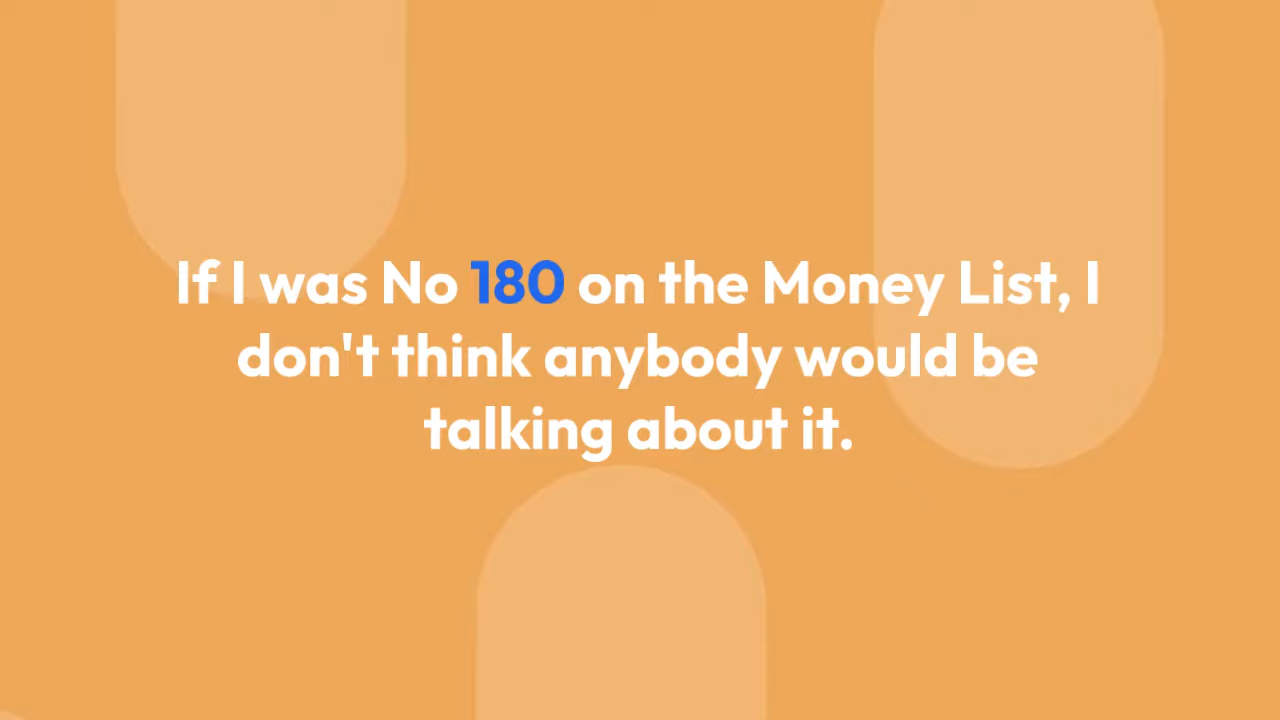 If I was No 180 on the Money List, I
don't think anybody would be
talking about it.